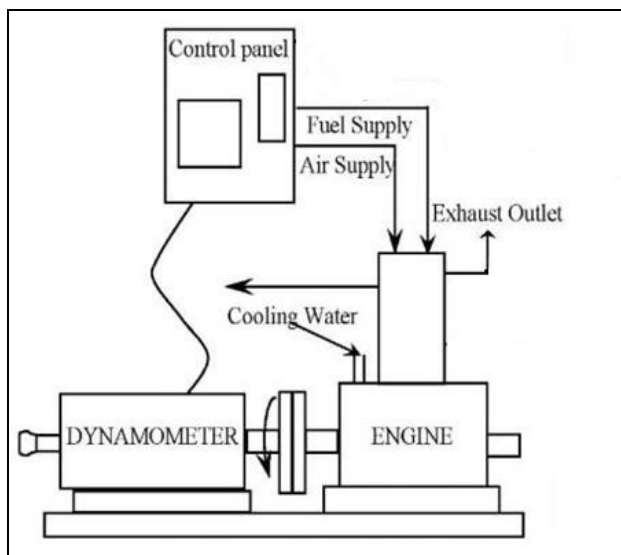 Control panel
Fuel Supply
Air Supply
Exhaust Outlet
Cooling Water
DYNAMOMETER
ENGINE